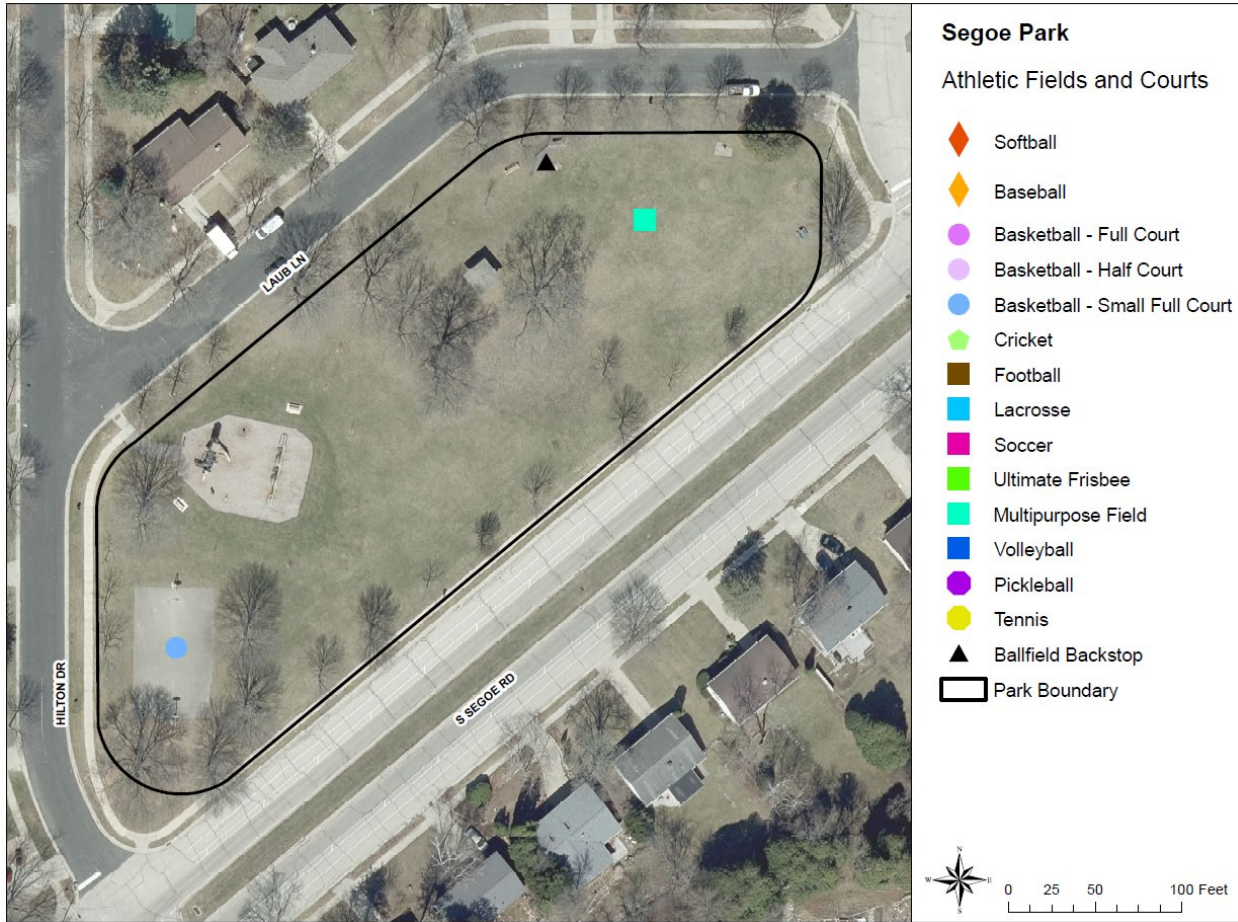 Segoe Park
Athletic Fields and Courts
Softball
Baseball
Basketball - Full Court
Basketball - Half Court
Basketball - Small Full Court
Cricket
Football
Lacrosse
Soccer
Ultimate Frisbee
Multipurpose Field
Volleyball
Pickleball
Tennis
Ballfield Backstop
Park Boundary
LAUB LN
HILTON DR
S SEGOE RD
N
W E
S
0 25 50 100 Feet